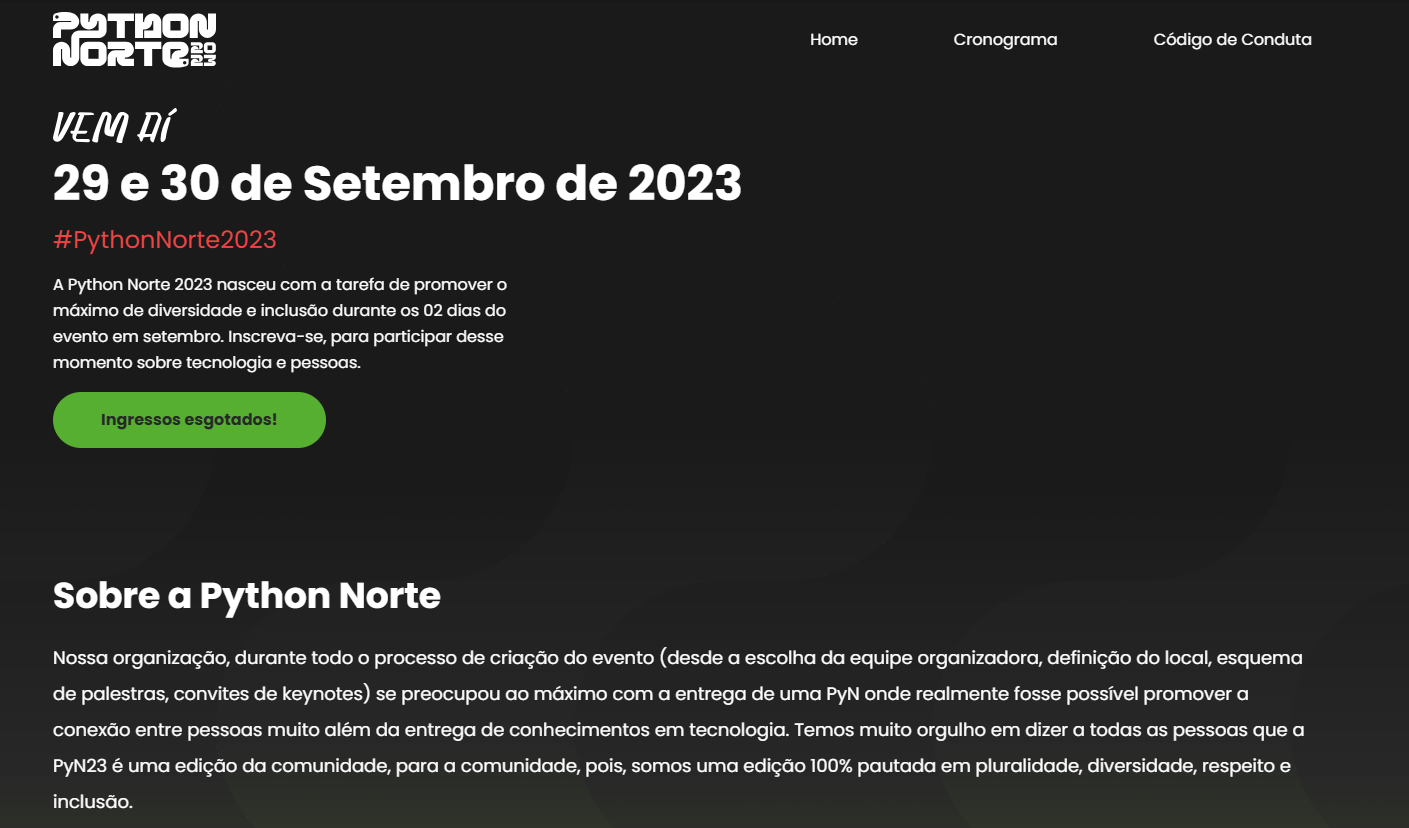 PYTHON
NORTE 2023
Home
Cronograma
Código de Conduta
VEM AÍ
29 e 30 de Setembro de 2023
#PythonNorte2023
A Python Norte 2023 nasceu com a tarefa de promover o
máximo de diversidade e inclusão durante os 02 dias do
evento em setembro. Inscreva-se, para participar desse
momento sobre tecnologia e pessoas.
Ingressos esgotados!
Sobre a Python Norte
Nossa organização, durante todo o processo de criação do evento (desde a escolha da equipe organizadora, definição do local, esquema
de palestras, convites de keynotes) se preocupou ao máximo com a entrega de uma PyN onde realmente fosse possível promover a
conexão entre pessoas muito além da entrega de conhecimentos em tecnologia. Temos muito orgulho em dizer a todas as pessoas que a
PyN23 é uma edição da comunidade, para a comunidade, pois, somos uma edição 100% pautada em pluralidade, diversidade, respeito e
inclusão.